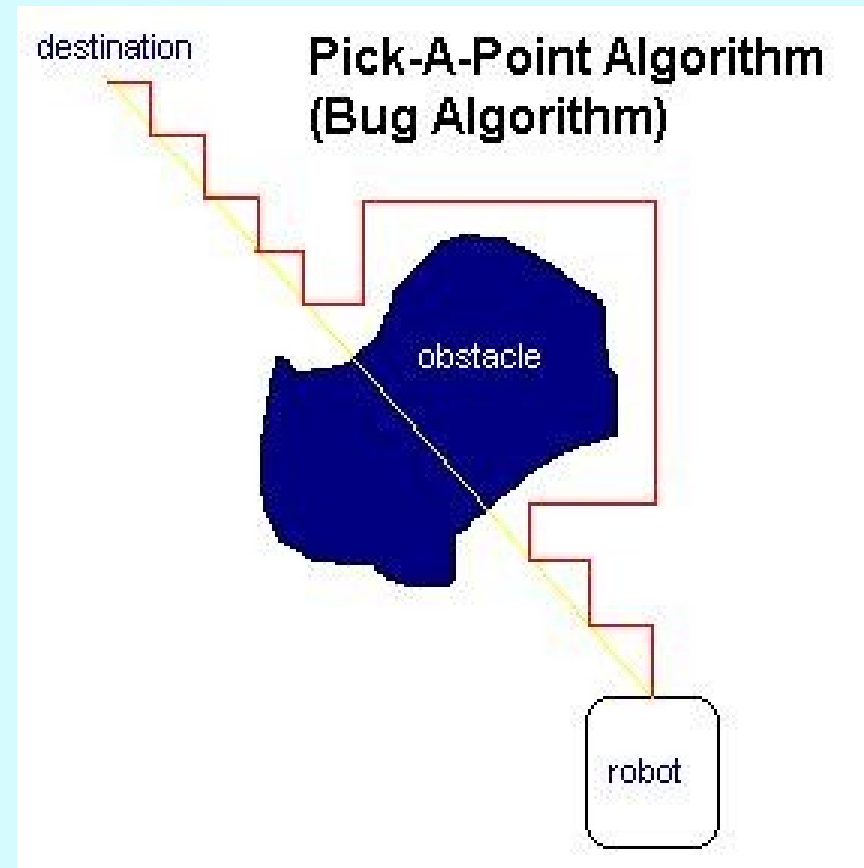 destination
Pick-A-Point Algorithm
(Bug Algorithm)
obstacle
robot